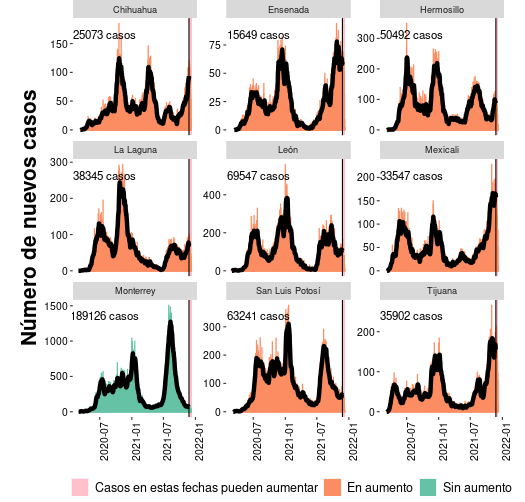 Número de nuevos casos
Chihuahua Ensenada Hermosillo
25073 casos 15649 casos 50492 casos
150 100 50 0
75 50 25 0
300 200 100 0
La Laguna León Mexicali
38345 casos 69547 casos 33547 casos
300 200 100 0
400 200 0
200 150 100 50 0
Monterrey San Luis Potosí Tijuana
189126 casos 63241 casos 35902 casos
1500 1000 500 0
300 200 100 0
200 100 0
2020-07 2021-01 2021-07 2022-01
2020-07 2021-01 2021-07 2022-01
2020-07 2021-01 2021-07 2022-01
Casos en estas fechas pueden aumentar En aumento Sin aumento